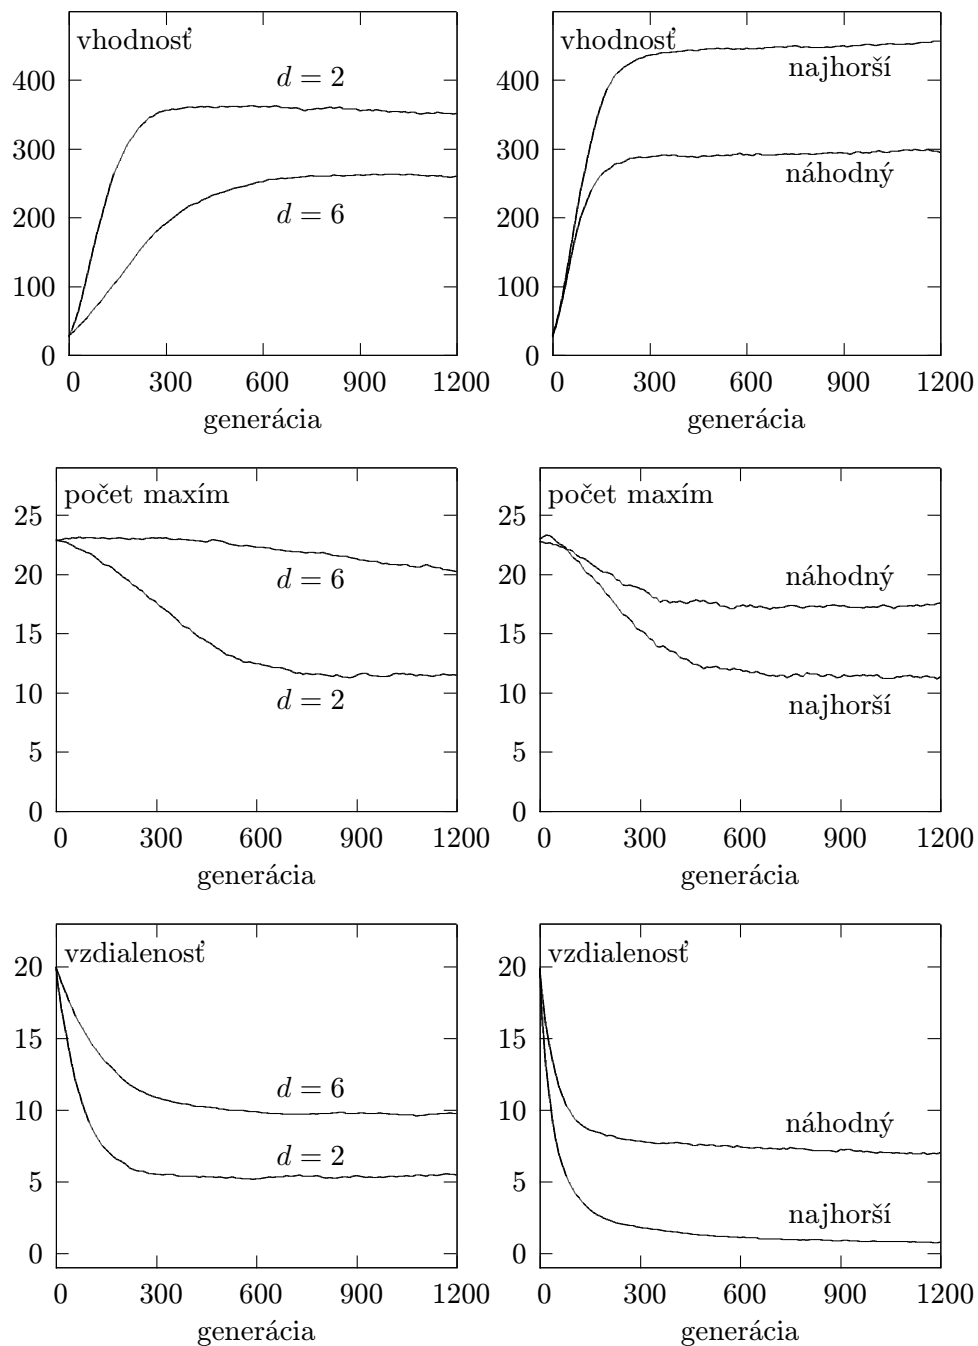 vhodnosť
d = 2
d = 6
400
300
200
100
0
0 300 600 900 1200
generácia
vhodnosť
najhorší
náhodný
400
300
200
100
0
0 300 600 900 1200
generácia
počet maxím
d = 6
d = 2
25
20
15
10
5
0
0 300 600 900 1200
generácia
počet maxím
náhodný
najhorší
25
20
15
10
5
0
0 300 600 900 1200
generácia
vzdialenosť
d = 6
d = 2
20
15
10
5
0
0 300 600 900 1200
generácia
vzdialenosť
náhodný
najhorší
20
15
10
5
0
0 300 600 900 1200
generácia